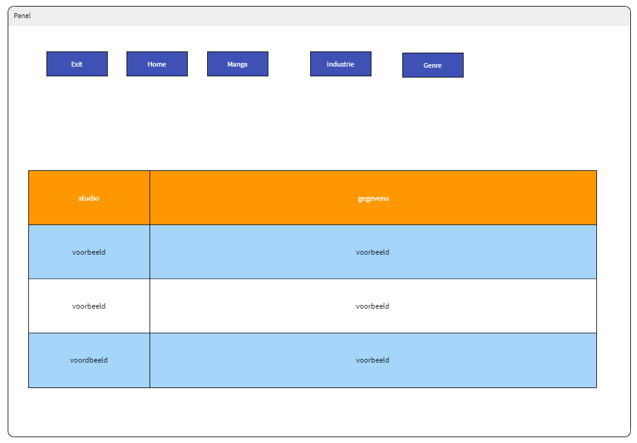 Panel
Exit Home Manga Industrie Genre
studio gegevens
voorbeeld voorbeeld
voorbeeld voorbeeld
voordbeeld voorbeeld